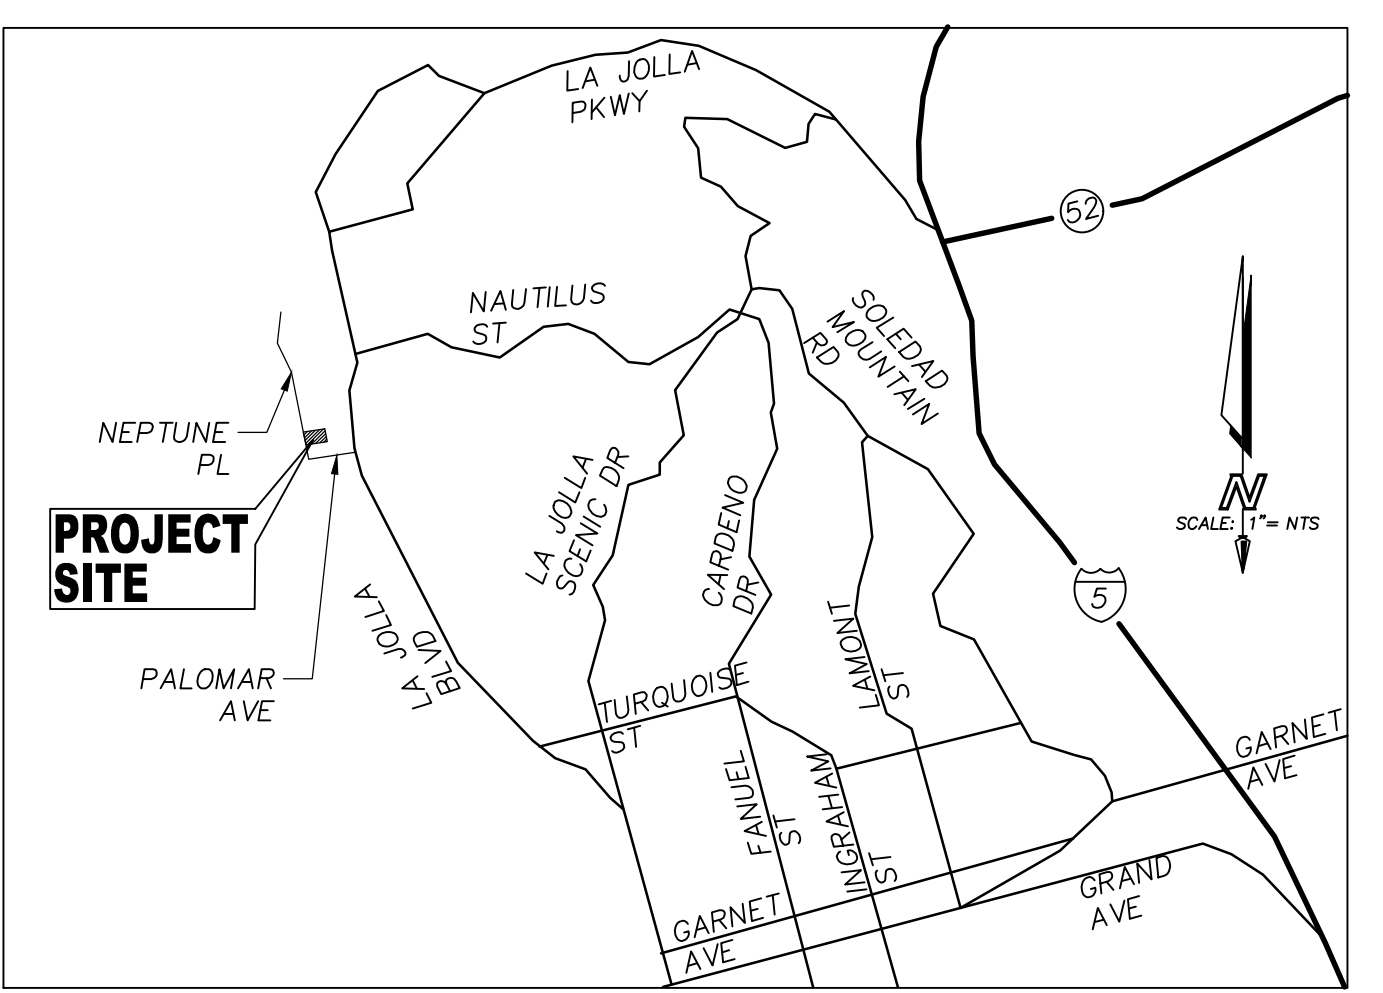 LA JOLLA
PKWY
52
NAUTILUS
ST
SOLEDAD
MOUNTAIN
RD
NEPTUNE
PL
PROJECT
SITE
LA JOLLA
SCENIC DR
CARDENO
DR
N
SCALE: 1"= NTS
5
LA JOLLA
BLVD
PALOMAR
AVE
LAMONT
ST
TURQUOISE
ST
FANUEL
ST
INGRAHAM
ST
GARNET
AVE
GARNET
AVE
GRAND
AVE